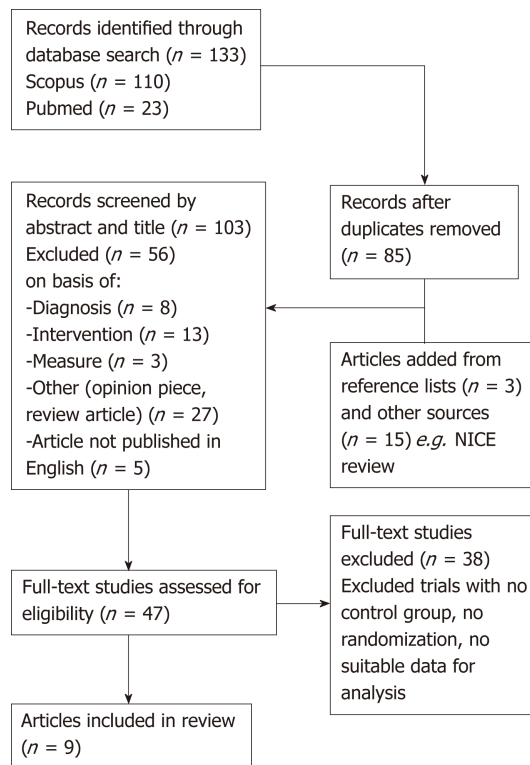 Records identified through
database search (n = 133)
Scopus (n = 110)
Pubmed (n = 23)
Records after
duplicates removed
(n = 85)
Articles added from
reference lists (n = 3)
and other sources
(n = 15) e.g. NICE
review
Records screened by
abstract and title (n = 103)
Excluded (n = 56)
on basis of:
-Diagnosis (n = 8)
-Intervention (n = 13)
-Measure (n = 3)
-Other (opinion piece,
review article) (n = 27)
-Article not published in
English (n = 5)
Full-text studies assessed for
eligibility (n = 47)
Full-text studies
excluded (n = 38)
Excluded trials with no
control group, no
randomization, no
suitable data for
analysis
Articles included in review
(n = 9)